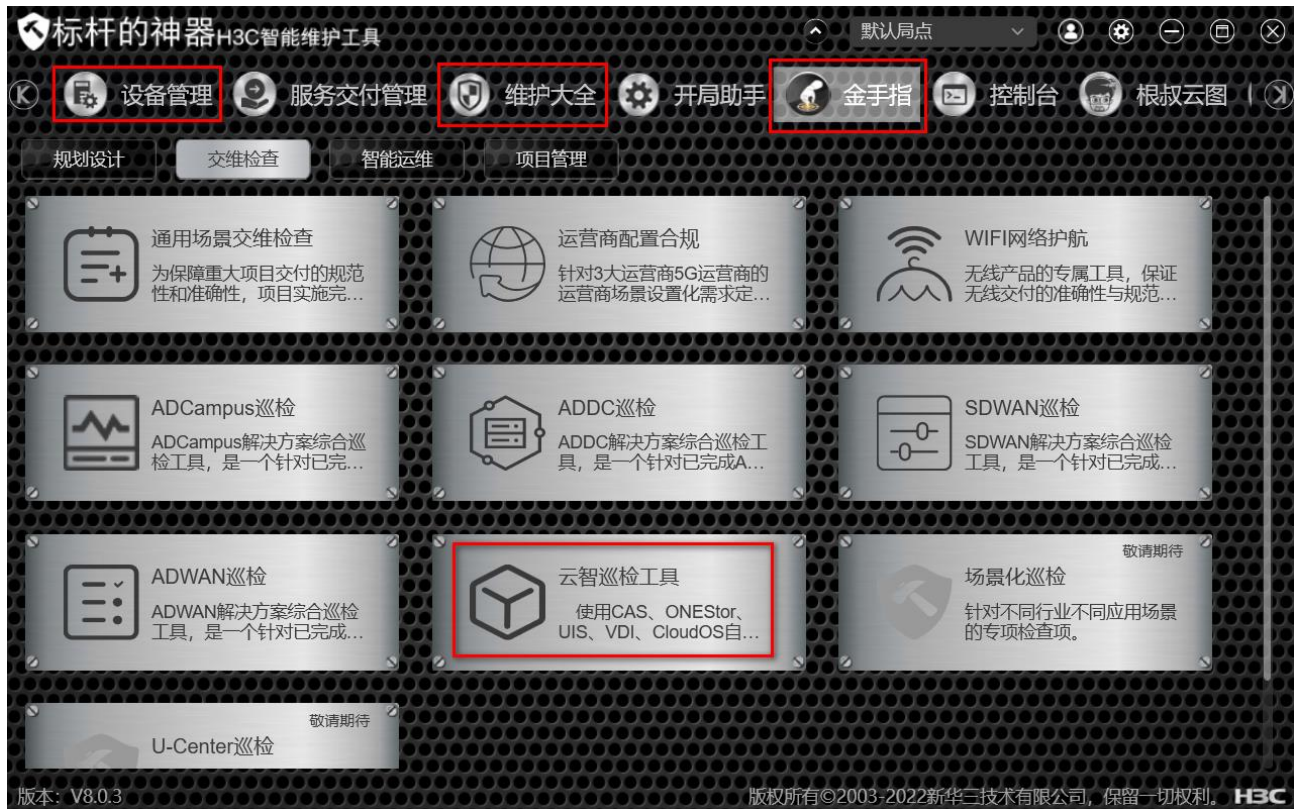 标杆的神器H3C智能维护工具
默认局点
设备管理
服务交付管理
维护大全
开局助手
金手指
控制台
根叔云图
规划设计
交维检查
智能运维
项目管理
通用场景交维检查
为保障重大项目交付的规范
性和准确性，项目实施完...
运营商配置合规
针对3大运营商5G运营商的
运营商场景设置化需求定...
WIFI网络护航
无线产品的专属工具，保证
无线交付的准确性与规范...
ADCampus巡检
ADCampus解决方案综合巡
检工具，是一个针对已完...
ADDC巡检
ADDC解决方案综合巡检工
具，是一个针对已完成A...
SDWAN巡检
SDWAN解决方案综合巡检
工具，是一个针对已完成...
ADWAN巡检
ADWAN解决方案综合巡检
工具，是一个针对已完成...
云智巡检工具
使用CAS、ONEStor、
UIS、VDI、CloudOS自...
敬请期待
场景化巡检
针对不同行业不同应用场景
的专项检查项。
敬请期待
U-Center巡检
版本：V8.0.3
版权所有©2003-2022新华三技术有限公司，保留一切权利。 H3C